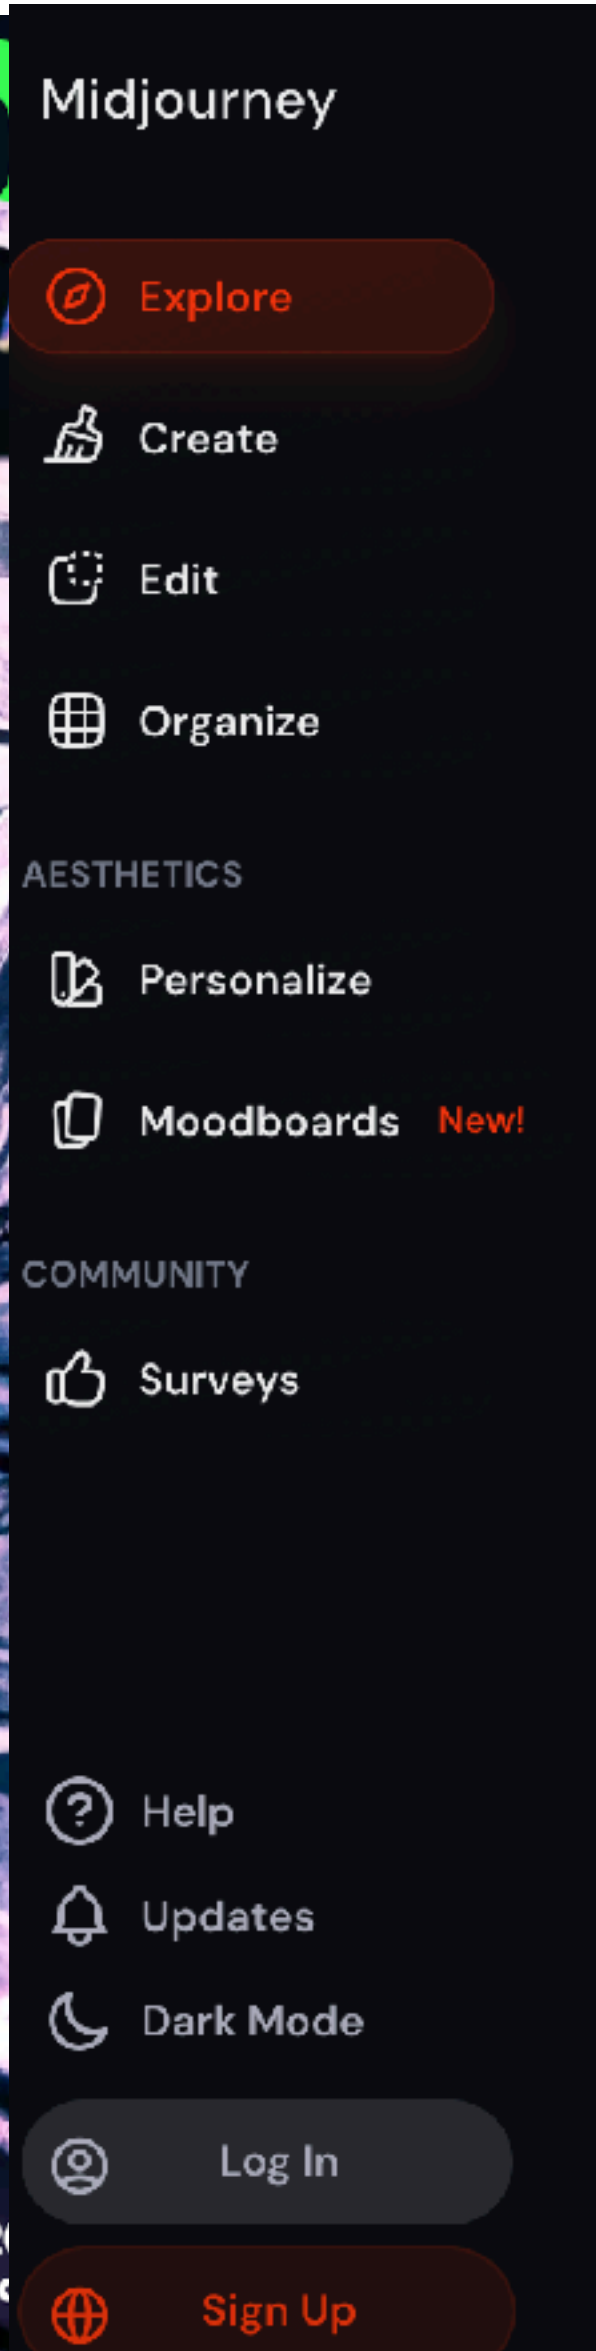 Midjourney
Explore
Create
Edit
Organize
AESTHETICS
Personalize
Moodboards New!
COMMUNITY
Surveys
Help
Updates
Dark Mode
Log In
Sign Up